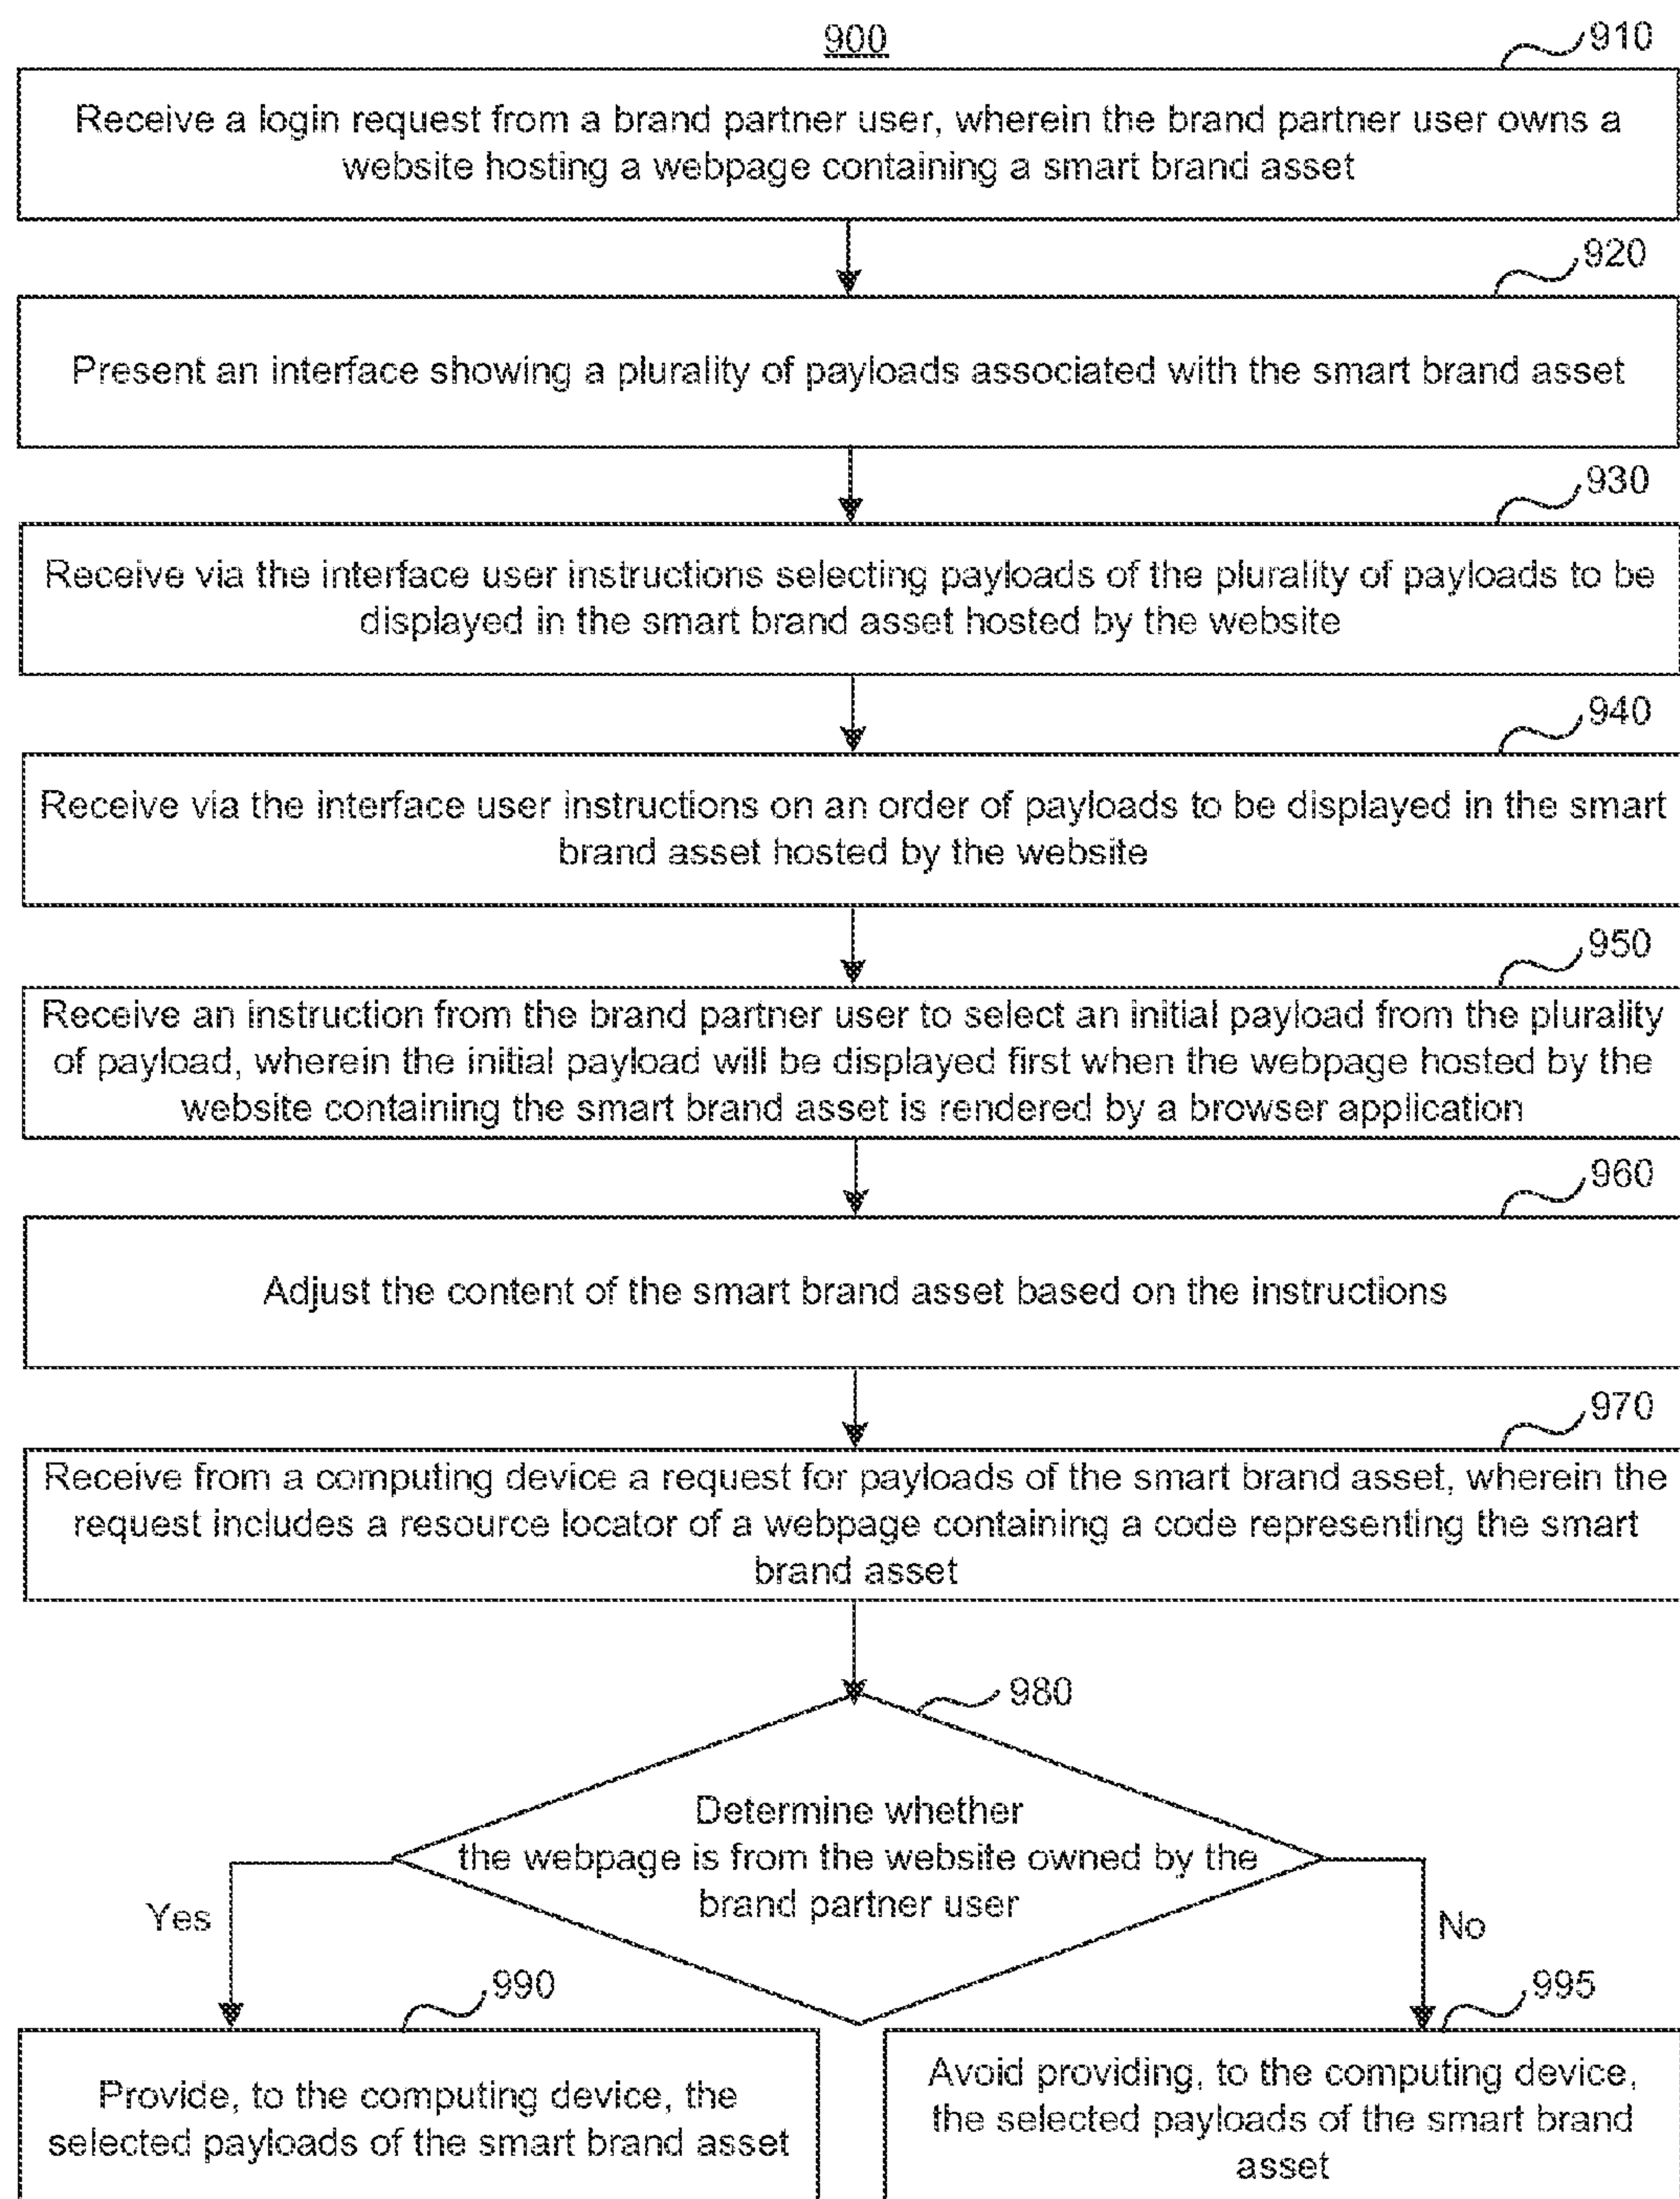 900
910
Receive a login request from a brand partner user, wherein the brand partner user owns a
website hosting a webpage containing a smart brand asset
920
Present an interface showing a plurality of payloads associated with the smart brand asset
930
Receive via the interface user instructions selecting payloads of the plurality of payloads to be
displayed in the smart brand asset hosted by the website
940
Receive via the interface user instructions on an order of payloads to be displayed in the smart
brand asset hosted by the website
950
Receive an instruction from the brand partner user to select an initial payload from the plurality
of payload, wherein the initial payload will be displayed first when the webpage hosted by the
website containing the smart brand asset is rendered by a browser application
960
Adjust the content of the smart brand asset based on the instructions
970
Receive from a computing device a request for payloads of the smart brand asset, wherein the
request includes a resource locator of a webpage containing a code representing the smart
brand asset
980
Determine whether
the webpage is from the website owned by the
brand partner user
Yes
No
990
Provide, to the computing device, the
selected payloads of the smart brand asset
995
Avoid providing, to the computing device,
the selected payloads of the smart brand
asset